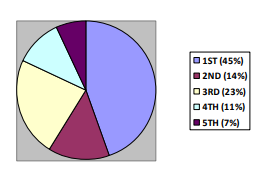 1ST (45%)
2ND (14%)
3RD (23%)
4TH (11%)
5TH (7%)